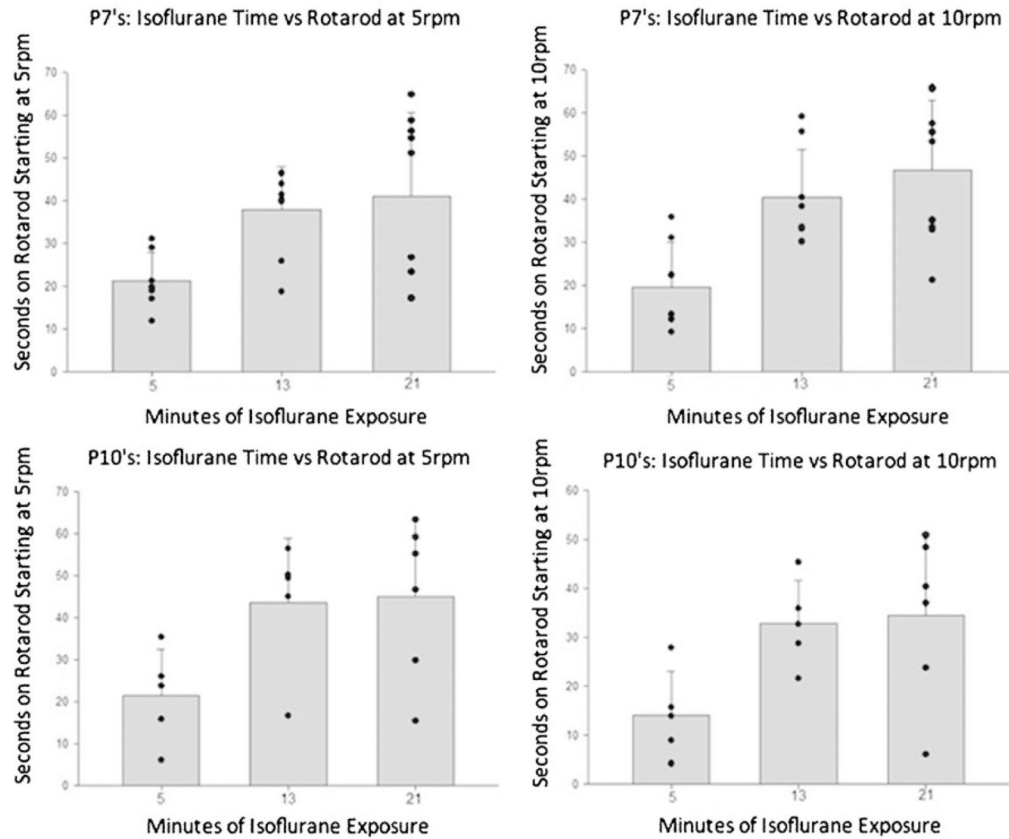 P7's: Isoflurane Time vs Rotarod at 5rpm
Seconds on Rotarod Starting at 5rpm
70
60
50
40
30
20
10
0
5 13 21
Minutes of Isoflurane Exposure
P7's: Isoflurane Time vs Rotarod at 10rpm
Seconds on Rotarod Starting at 10rpm
70
60
50
40
30
20
10
0
5 13 21
Minutes of Isoflurane Exposure
P10's: Isoflurane Time vs Rotarod at 5rpm
Seconds on Rotarod Starting at 5rpm
70
60
50
40
30
20
10
0
5 13 21
Minutes of Isoflurane Exposure
P10's: Isoflurane Time vs Rotarod at 10rpm
Seconds on Rotarod Starting at 10rpm
60
50
40
30
20
10
0
5 13 21
Minutes of Isoflurane Exposure